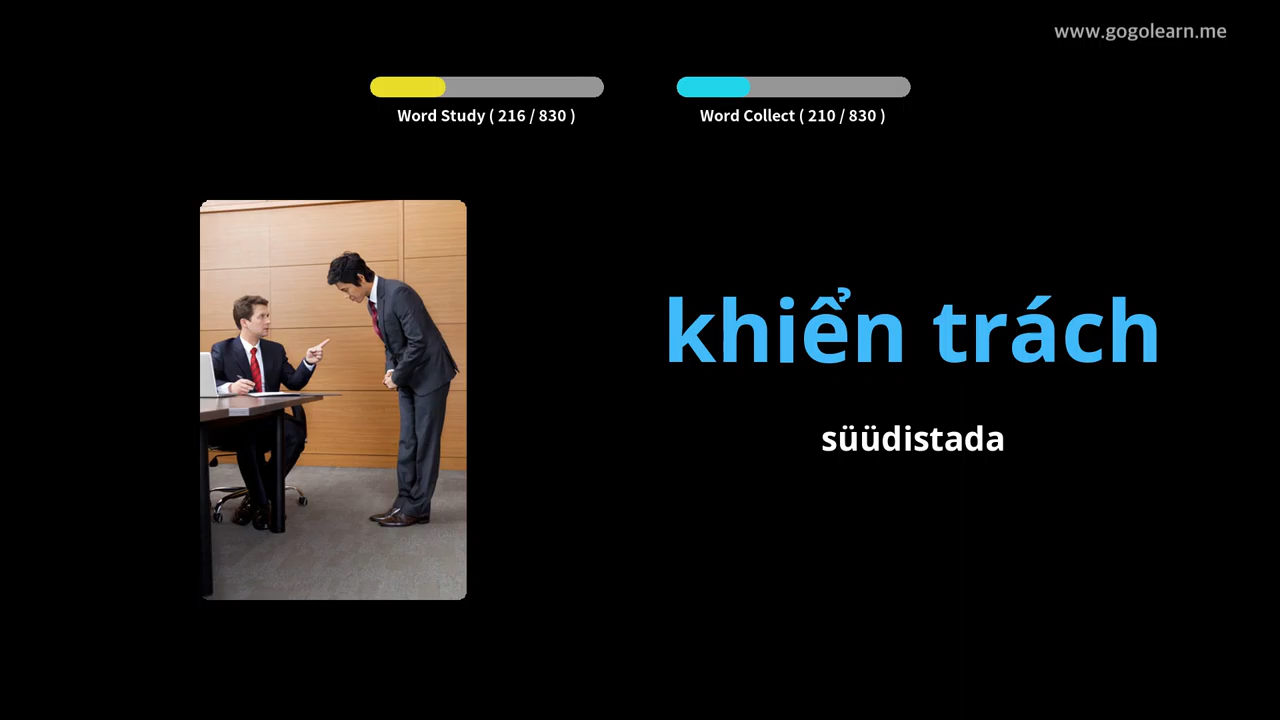 www.gogolearn.me
Word Study ( 216 / 830 )
Word Collect ( 210 / 830 )
khiển trách
süüdistada